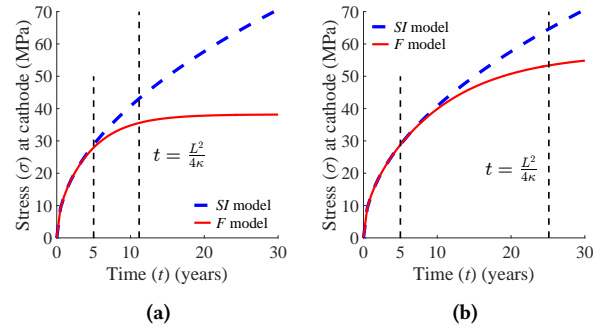 Stress (σ) at cathode (MPa)
70
60
50
40
30
20
10
0
t = L²/4κ
SI model
F model
0 5 10 20 30
Time (t) (years)
(a)
Stress (σ) at cathode (MPa)
70
60
50
40
30
20
10
0
t = L²/4κ
SI model
F model
0 5 10 20 30
Time (t) (years)
(b)